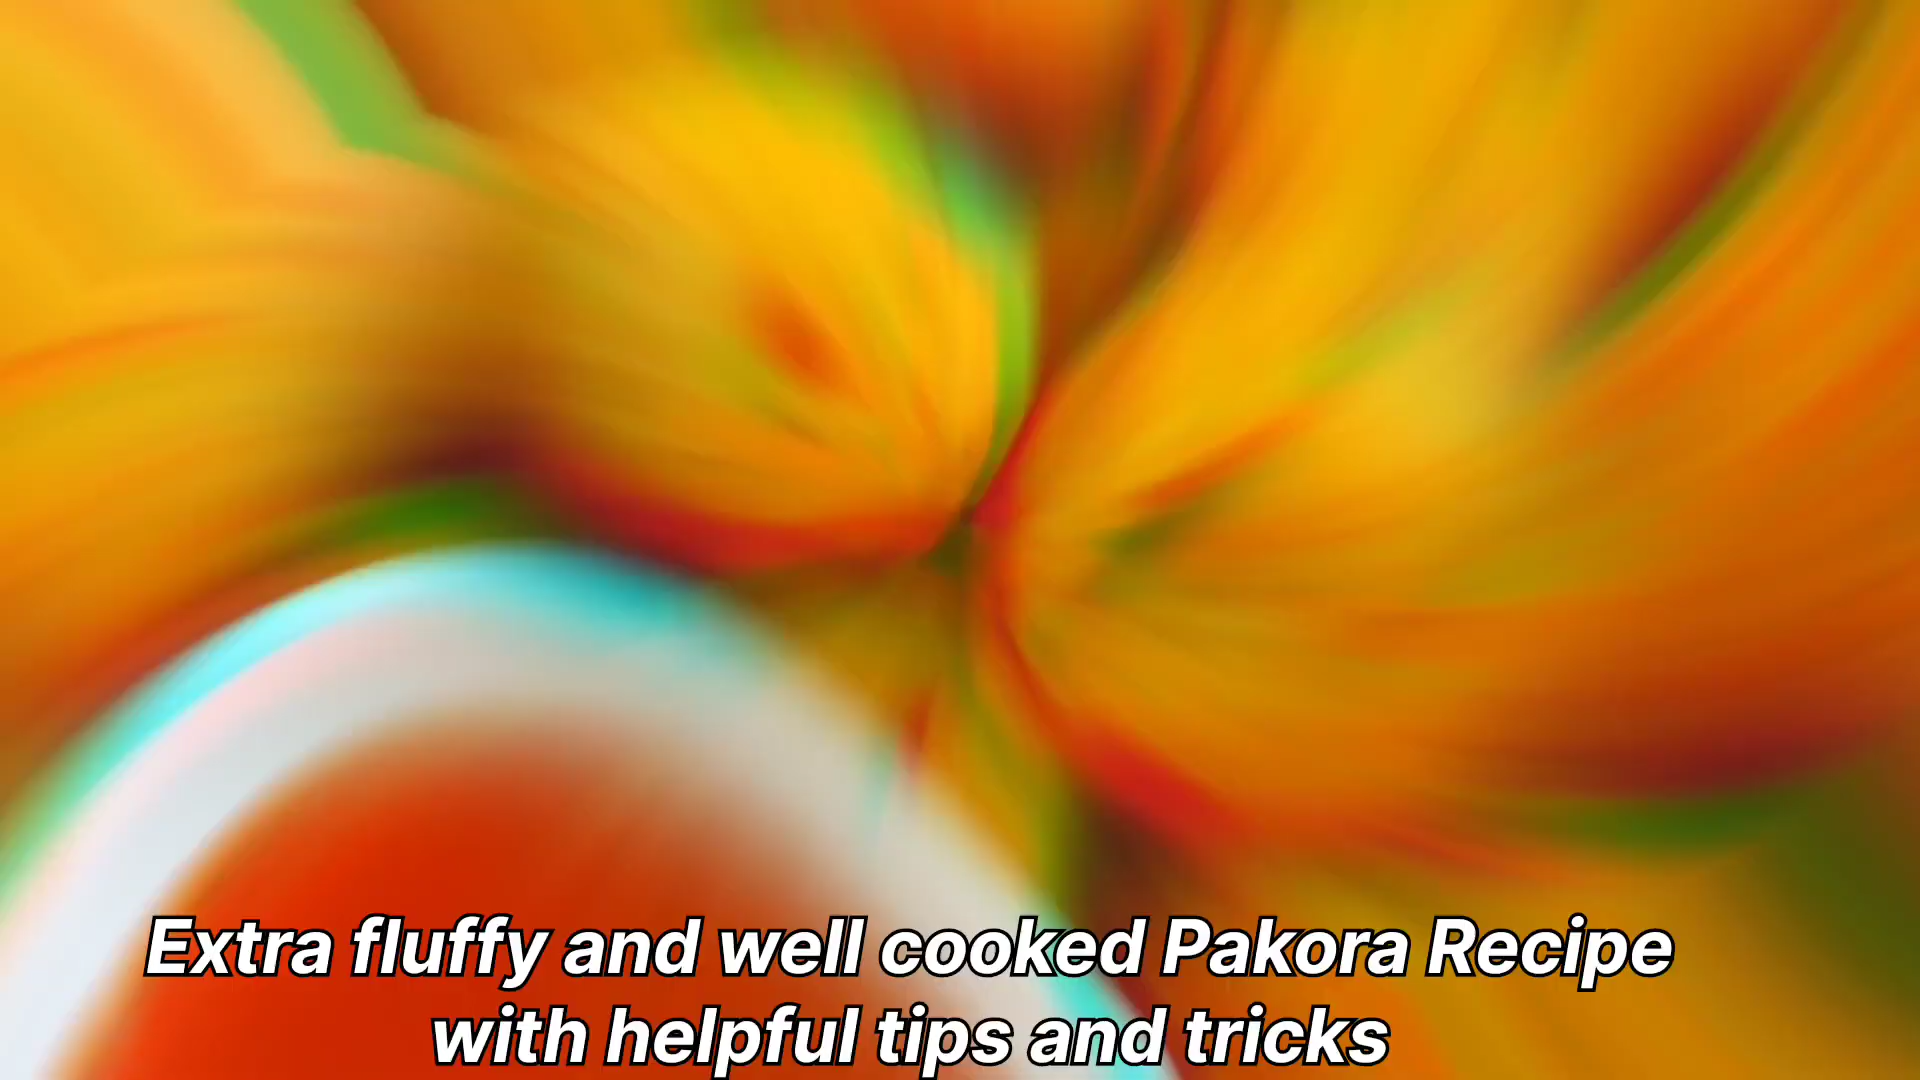 Extra fluffy and well cooked Pakora Recipe
with helpful tips and tricks